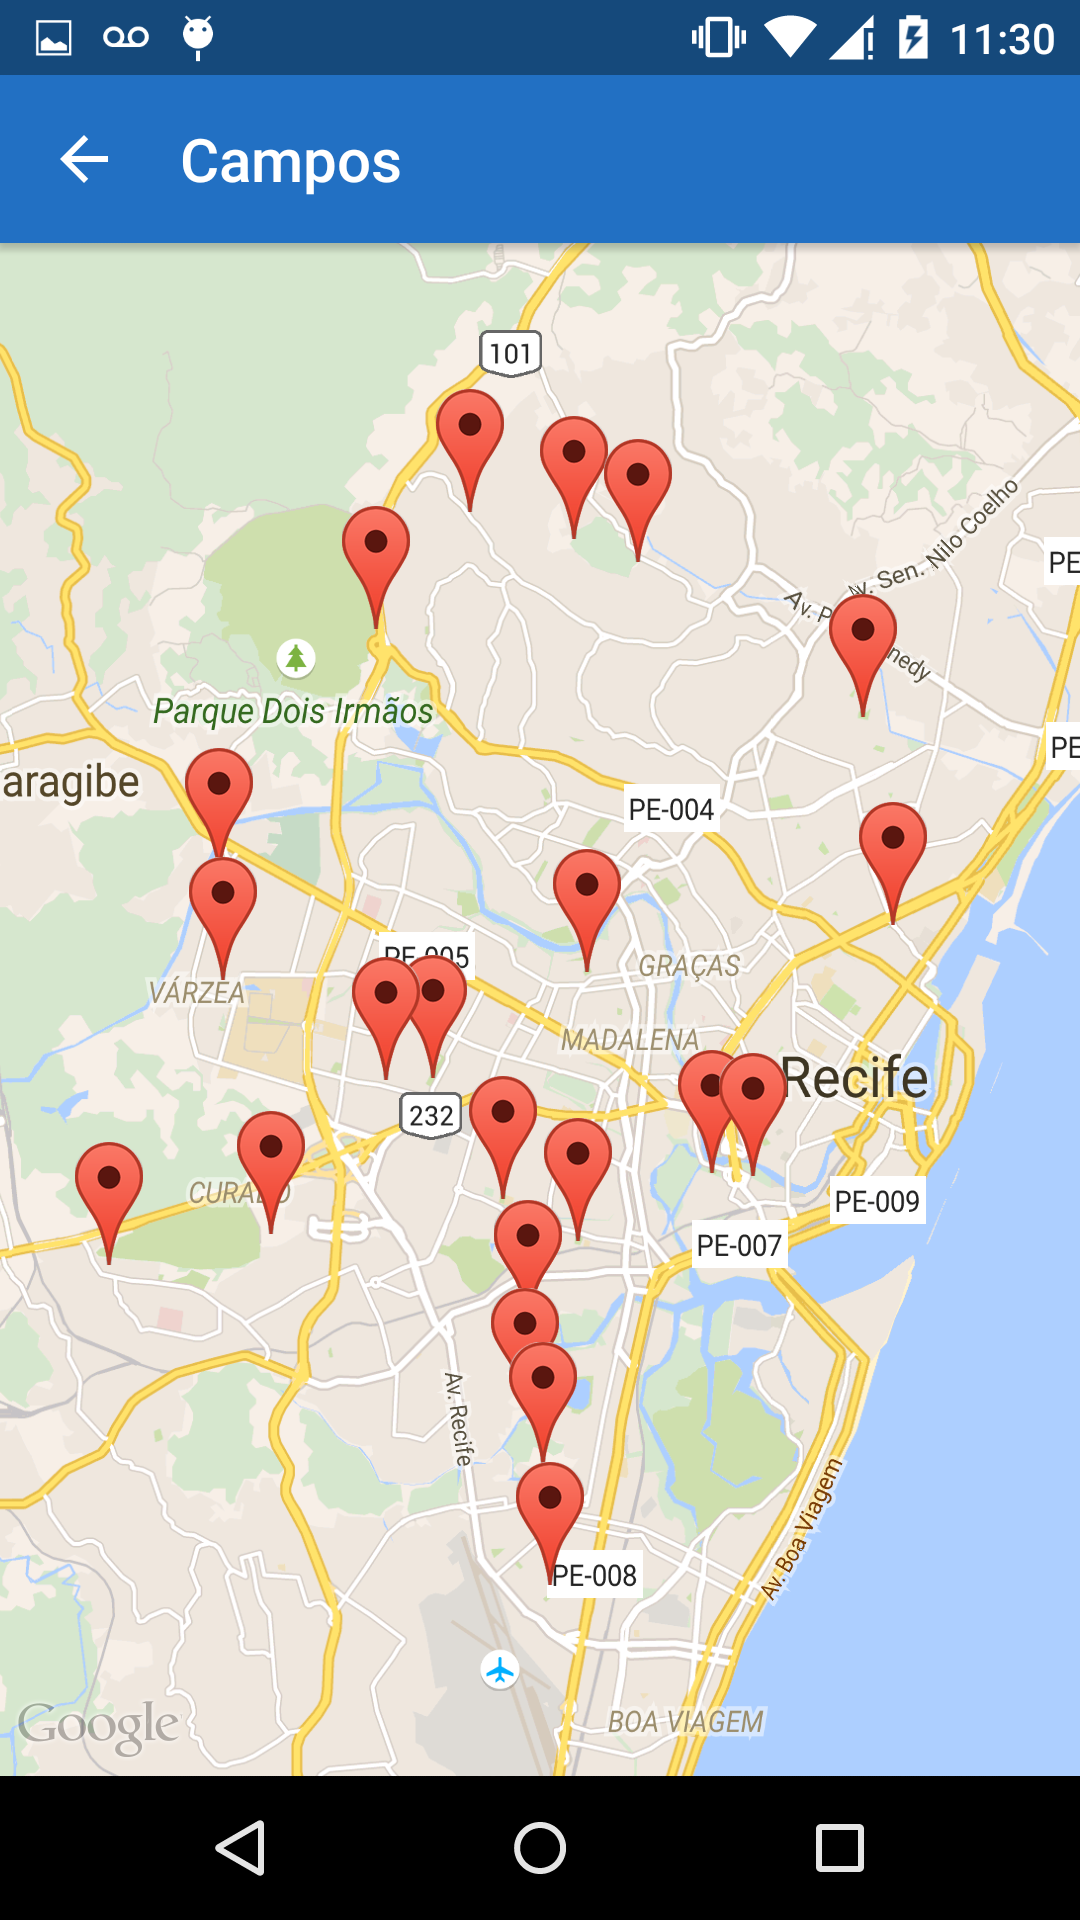 11:30
Campos
101
Av. Sen. Nilo Coelho
PE
Av. P
nedy
Parque Dois Irmãos
PE
aragibe
PE-004
PE-005
GRAÇAS
VÁRZEA
MADALENA
Recife
232
CURADO
PE-009
PE-007
Av. Recife
Av. Boa Viagem
PE-008
BOA VIAGEM
Google